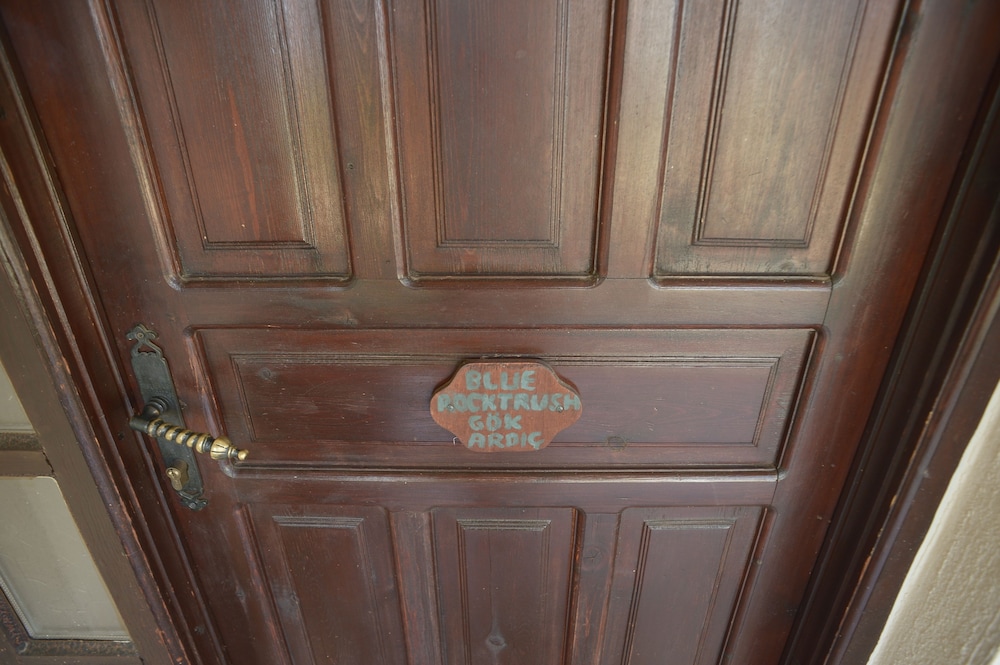 BLUE
ROCKTRUSH
GÖK
ARDIÇ